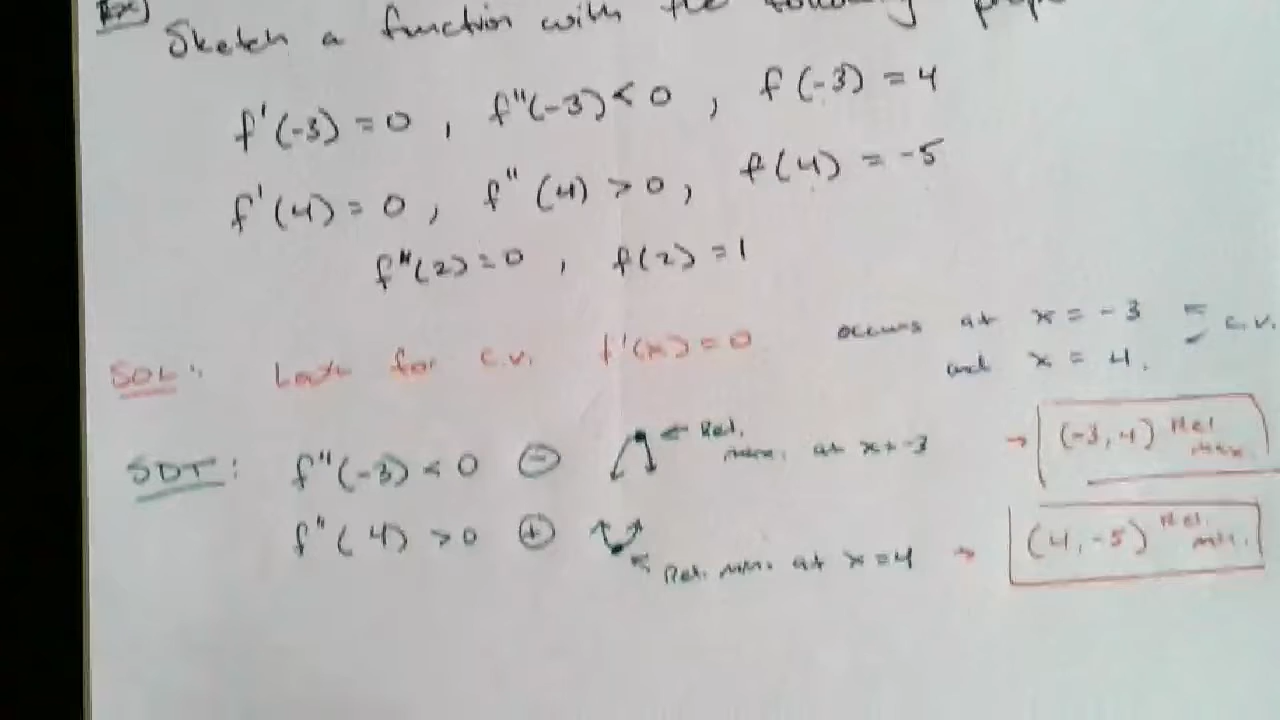 Ex)
Sketch a function with the following
f'(-3) = 0 , f''(-3) < 0 , f(-3) = 4
f'(4) = 0 , f''(4) > 0 , f(4) = -5
f''(2) = 0 , f(2) = 1
SOL: Look for c.v. f'(x) = 0 occurs at x = -3 c.v.
and x = 4.
SDT: f''(-3) < 0 ⊖ ← Rel. max. at x = -3 → (-3, 4) Rel max.
f''(4) > 0 ⊕ ← Rel. min. at x = 4 → (4, -5) Rel. min.